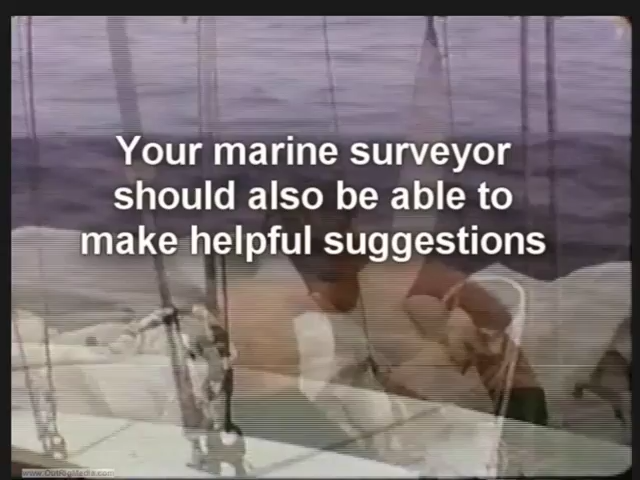 Your marine surveyor
should also be able to
make helpful suggestions